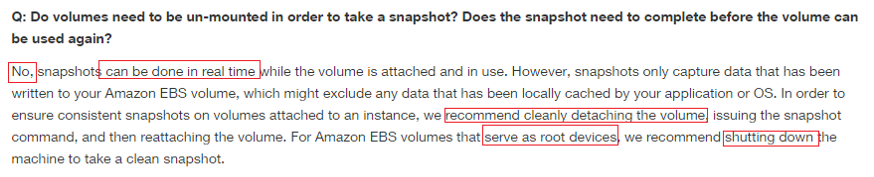 Q: Do volumes need to be un-mounted in order to take a snapshot? Does the snapshot need to complete before the volume can
be used again?
No, snapshots can be done in real time while the volume is attached and in use. However, snapshots only capture data that has been
written to your Amazon EBS volume, which might exclude any data that has been locally cached by your application or OS. In order to
ensure consistent snapshots on volumes attached to an instance, we recommend cleanly detaching the volume, issuing the snapshot
command, and then reattaching the volume. For Amazon EBS volumes that serve as root devices, we recommend shutting down the
machine to take a clean snapshot.